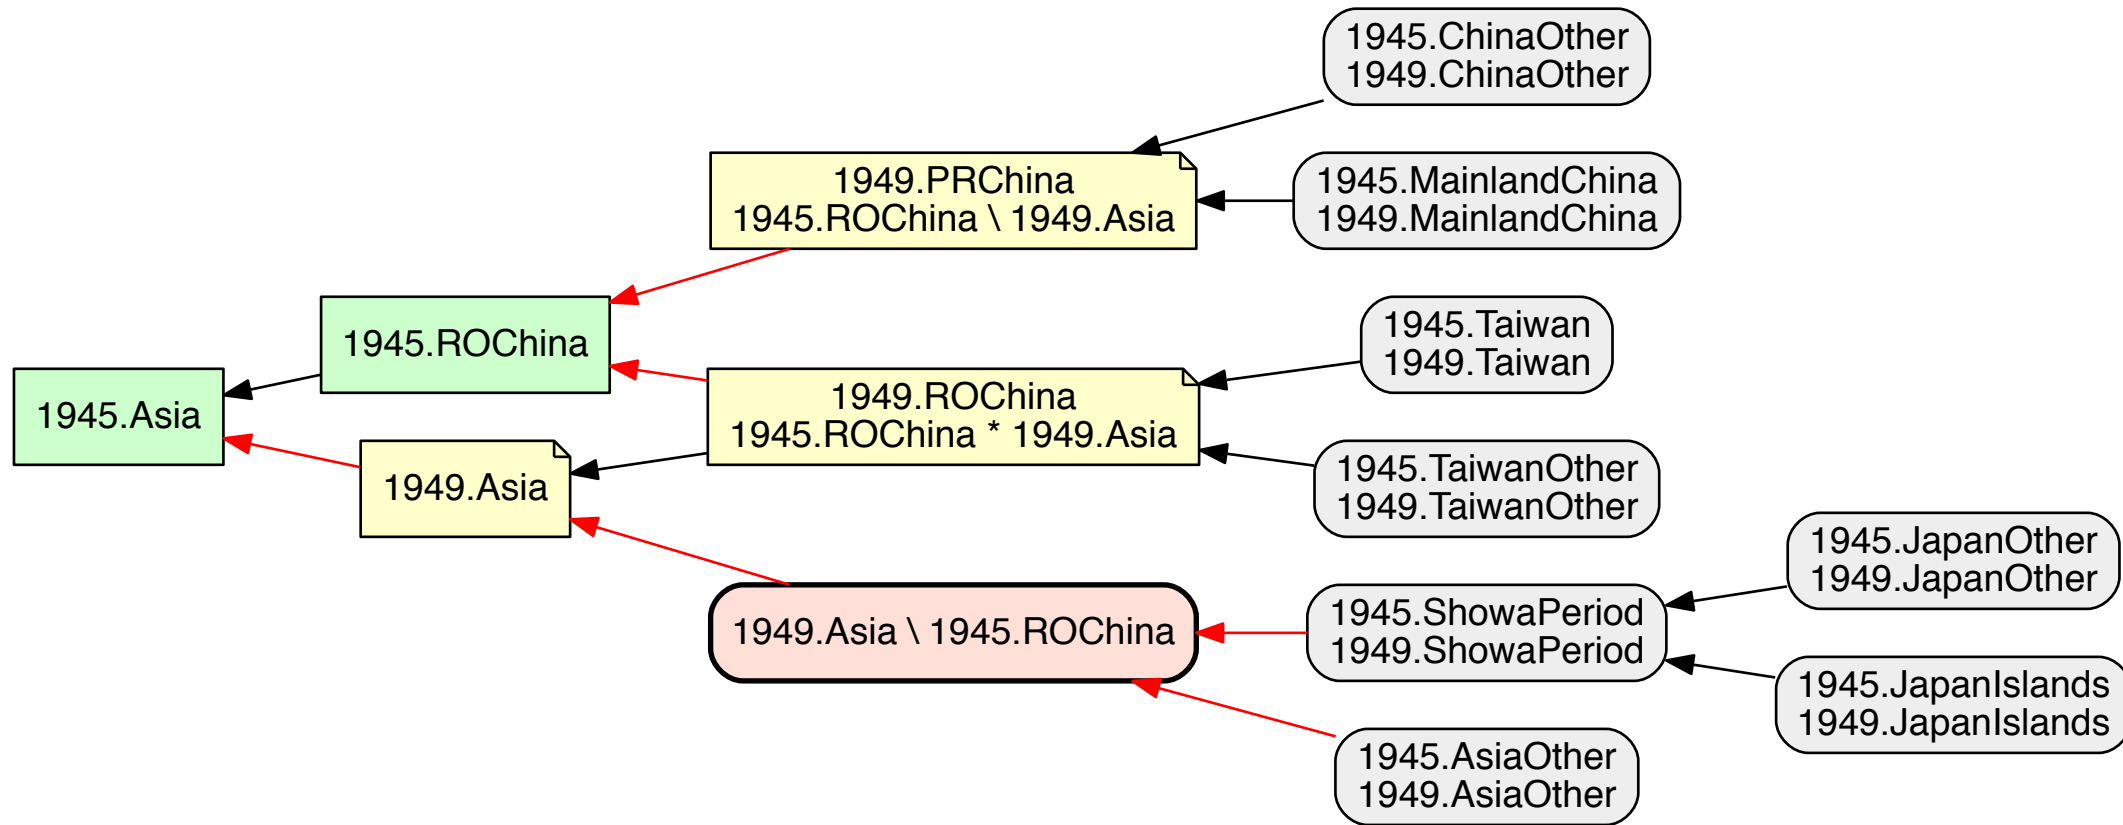 1945.ChinaOther
1949.ChinaOther
1949.PRChina
1945.ROChina \ 1949.Asia
1945.MainlandChina
1949.MainlandChina
1945.ROChina
1945.Taiwan
1949.Taiwan
1945.Asia
1949.ROChina
1945.ROChina * 1949.Asia
1949.Asia
1945.TaiwanOther
1949.TaiwanOther
1945.JapanOther
1949.JapanOther
1949.Asia \ 1945.ROChina
1945.ShowaPeriod
1949.ShowaPeriod
1945.JapanIslands
1949.JapanIslands
1945.AsiaOther
1949.AsiaOther